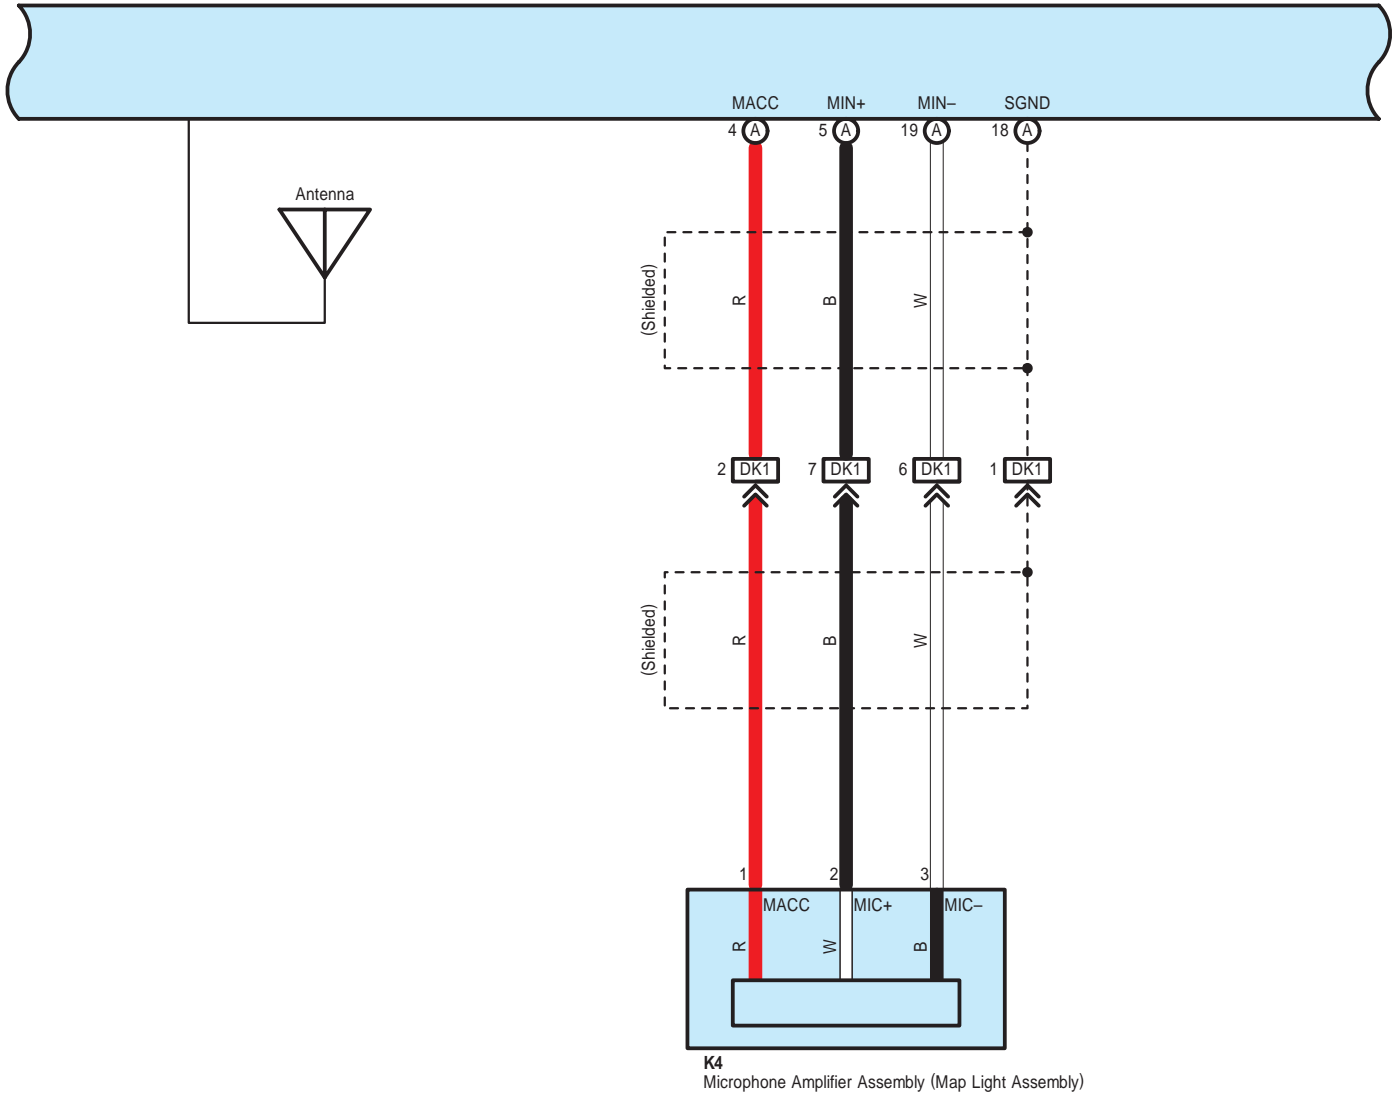 MACC MIN+ MIN– SGND
4 A 5 A 19 A 18 A
Antenna
(Shielded)
R B W
2 DK1 7 DK1 6 DK1 1 DK1
(Shielded)
R B W
1 2 3
MACC MIC+ MIC–
R W B
K4
Microphone Amplifier Assembly (Map Light Assembly)